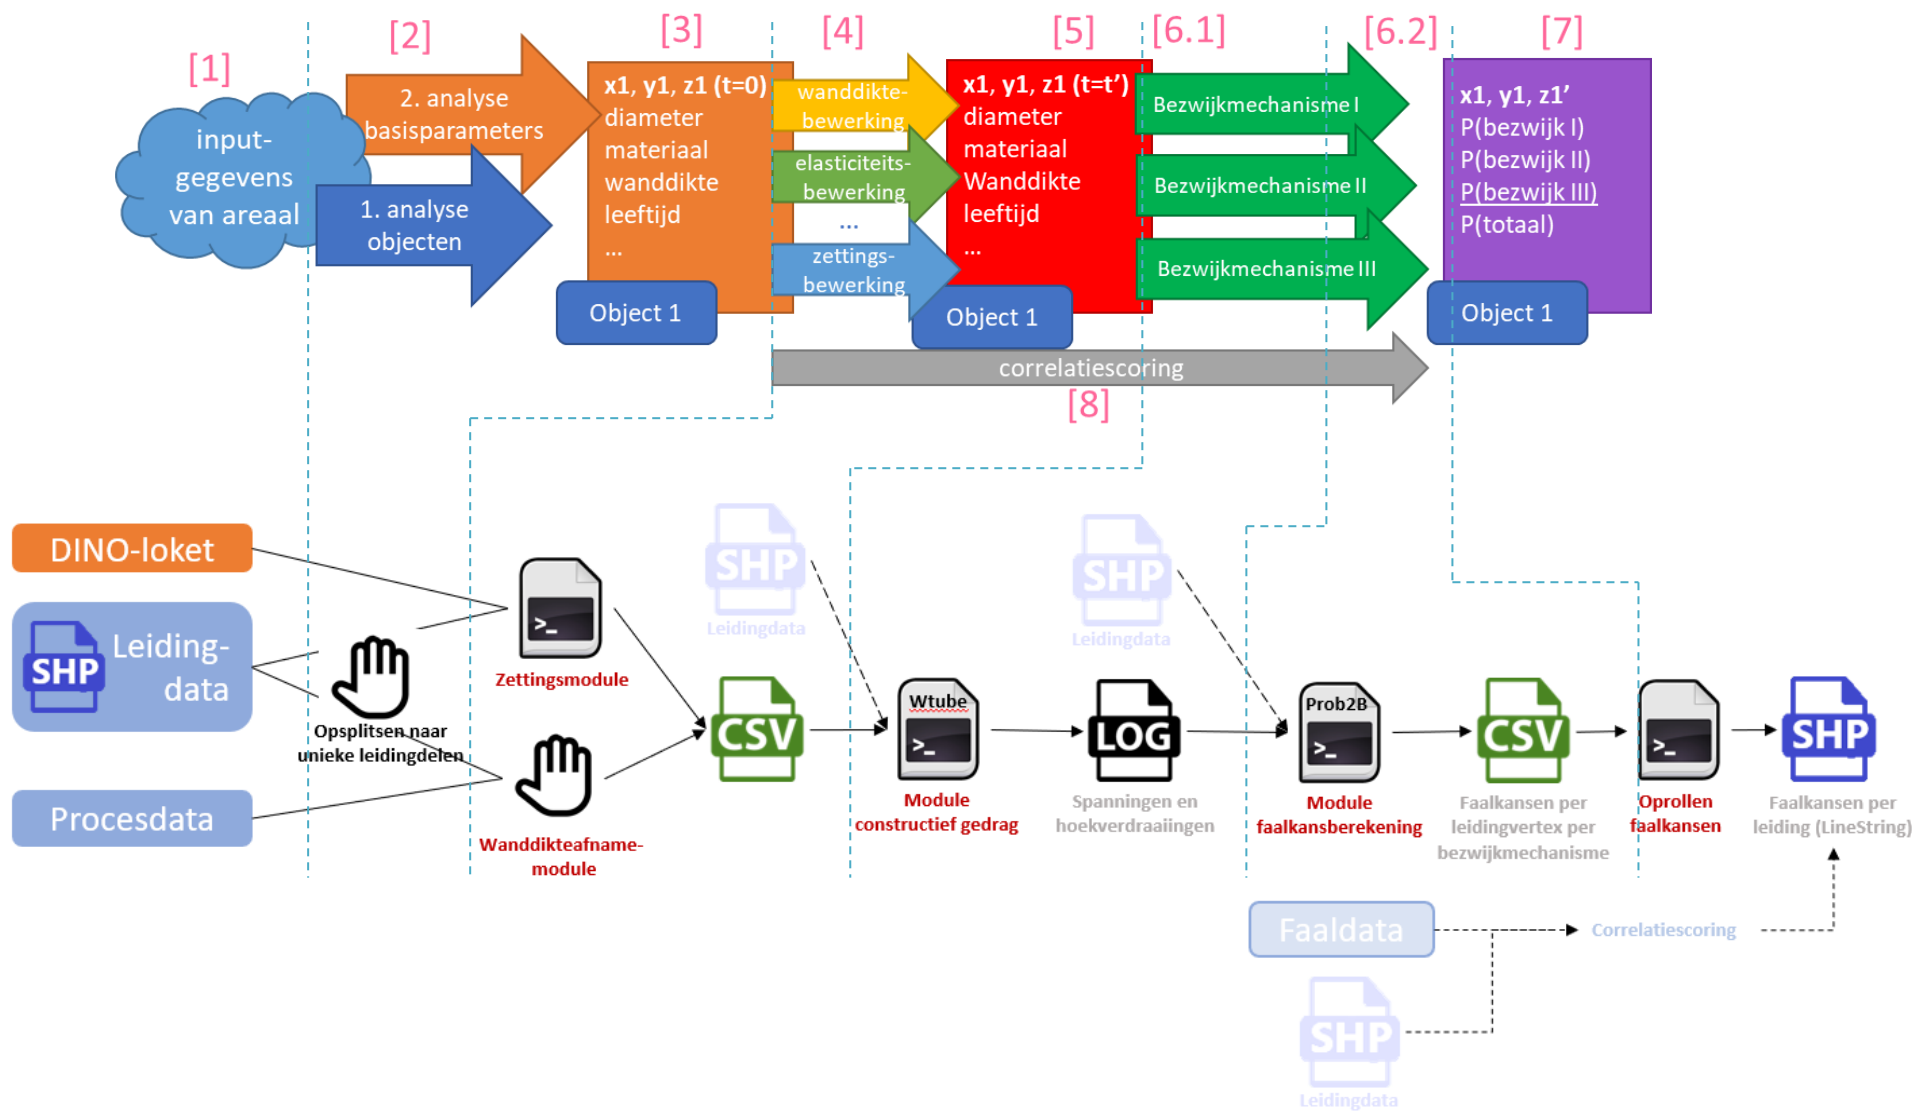 [1]
[2]
[3]
[4]
[5]
[6.1]
[6.2]
[7]
input-
gegevens
van areaal
2. analyse
basisparameters
1. analyse
objecten
x1, y1, z1 (t=0)
diameter
materiaal
wanddikte
leeftijd
...
Object 1
wanddikte-
bewerking
elasticiteits-
bewerking
...
zettings-
bewerking
x1, y1, z1 (t=t’)
diameter
materiaal
Wanddikte
leeftijd
...
Object 1
Bezwijkmechanisme I
Bezwijkmechanisme II
Bezwijkmechanisme III
x1, y1, z1’
P(bezwijk I)
P(bezwijk II)
P(bezwijk III)
P(totaal)
Object 1
correlatiescoring
[8]
DINO-loket
SHP
Leiding-
data
Procesdata
Opsplitsen naar
unieke leidingdelen
>_
Zettingsmodule
Wanddikteafname-
module
SHP
Leidingdata
CSV
Wtube
>_
Module
constructief gedrag
LOG
Spanningen en
hoekverdraaiingen
SHP
Leidingdata
Prob2B
>_
Module
faalkansberekening
CSV
Faalkansen per
leidingvertex per
bezwijkmechanisme
>_
Oprollen
faalkansen
SHP
Faalkansen per
leiding (LineString)
Faaldata
Correlatiescoring
SHP
Leidingdata